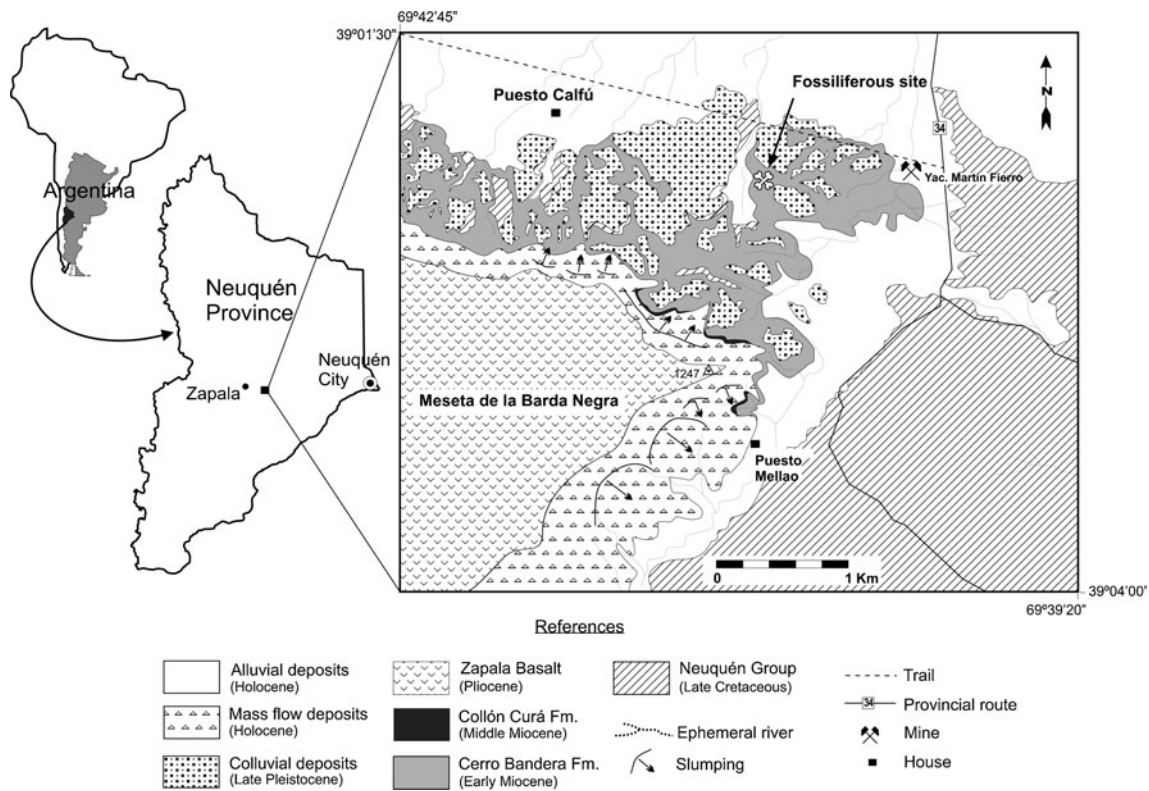 69º42'45"
39º01'30"
Puesto Calfú
Fossiliferous site
N
34
Yac. Martín Fierro
Argentina
Neuquén
Province
Neuquén
City
Zapala
1247
Meseta de la Barda Negra
Puesto
Mellao
0 1 Km
39º04'00"
69º39'20"
References
Alluvial deposits
(Holocene)
Mass flow deposits
(Holocene)
Colluvial deposits
(Late Pleistocene)
Zapala Basalt
(Pliocene)
Collón Curá Fm.
(Middle Miocene)
Cerro Bandera Fm.
(Early Miocene)
Neuquén Group
(Late Cretaceous)
Ephemeral river
Slumping
Trail
34 Provincial route
Mine
House